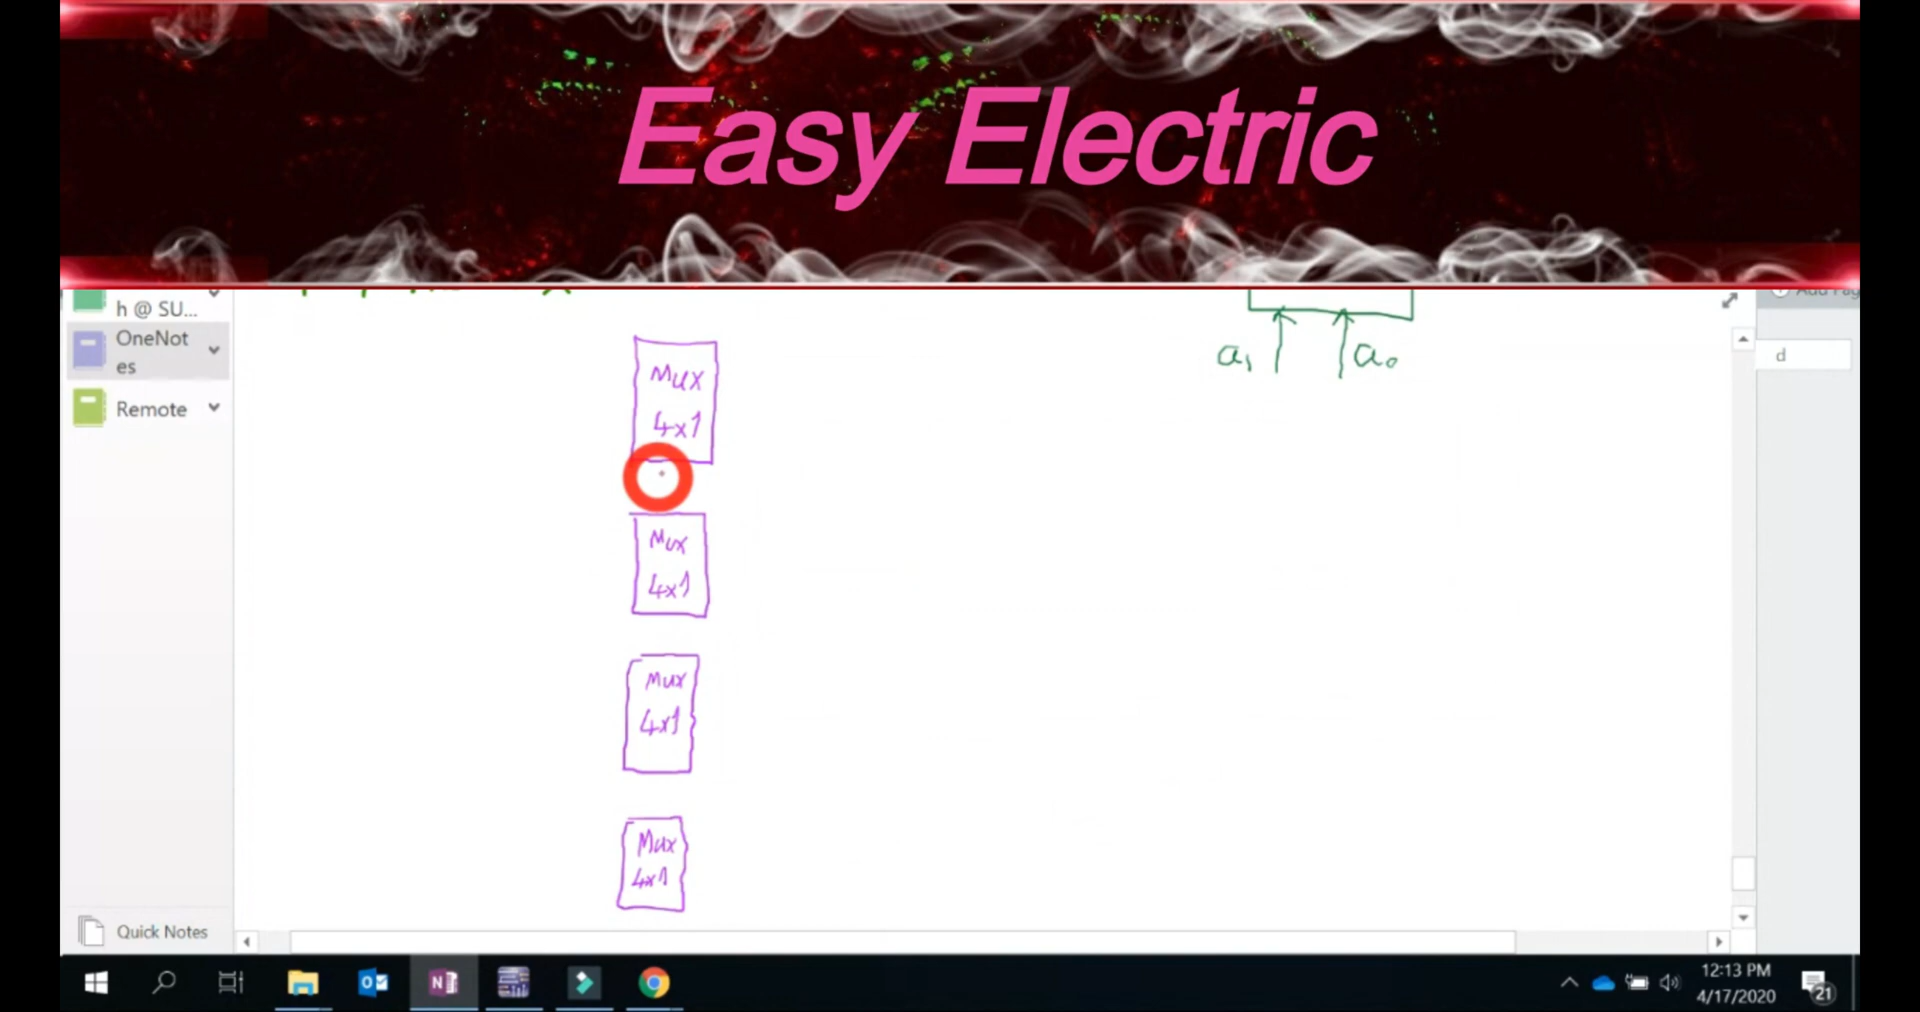 Easy Electric
h @ SU...
OneNot
es
Remote
d
a₁
a₀
Mux
4x1
Mux
4x1
Mux
4x1
Mux
4x1
Quick Notes
12:13 PM
4/17/2020
21